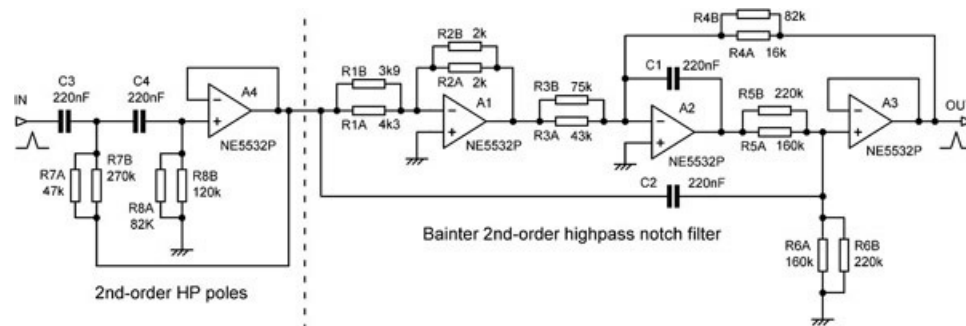 C3
220nF
C4
220nF
IN
A4
NE5532P
R7A
47k
R7B
270k
R8A
82K
R8B
120k
2nd-order HP poles
R1B 3k9
R1A 4k3
R2B 2k
R2A 2k
A1
NE5532P
R3B 75k
R3A 43k
R4B 82k
R4A 16k
C1 220nF
A2
NE5532P
R5B 220k
R5A 160k
A3
NE5532P
OU
C2 220nF
R6A
160k
R6B
220k
Bainter 2nd-order highpass notch filter